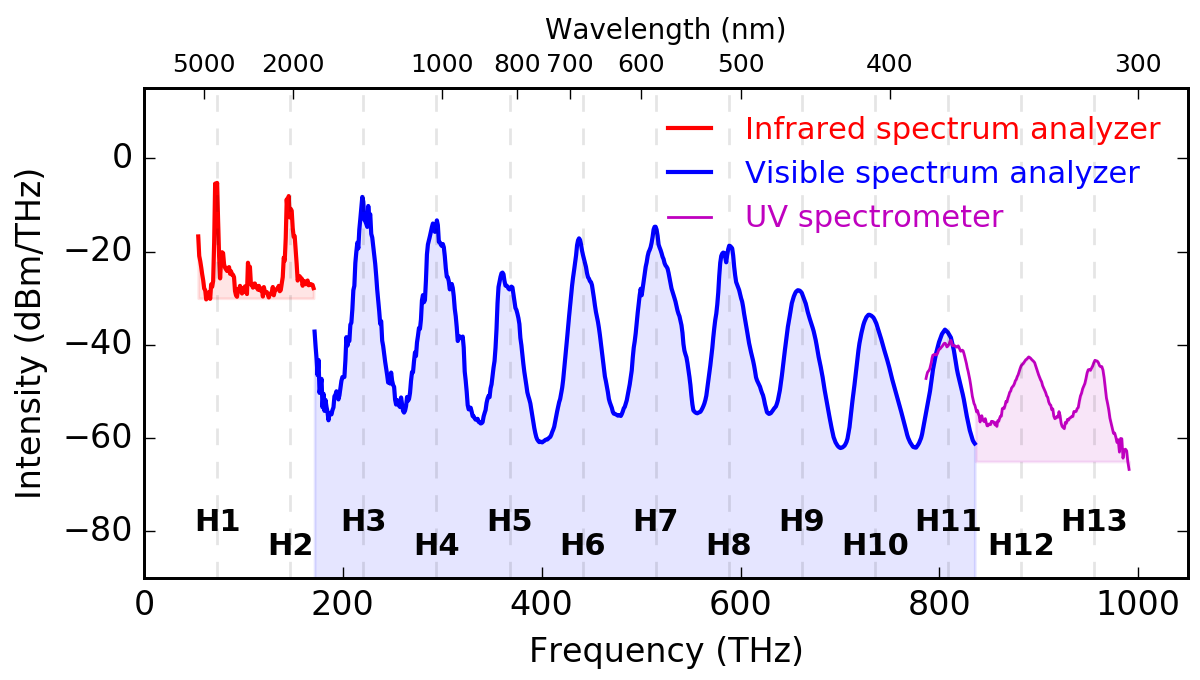 Wavelength (nm)
5000 2000 1000 800 700 600 500 400 300
Infrared spectrum analyzer
Visible spectrum analyzer
UV spectrometer
Intensity (dBm/THz)
0
−20
−40
−60
−80
H1 H3 H5 H7 H9 H11 H13
H2 H4 H6 H8 H10 H12
0 200 400 600 800 1000
Frequency (THz)